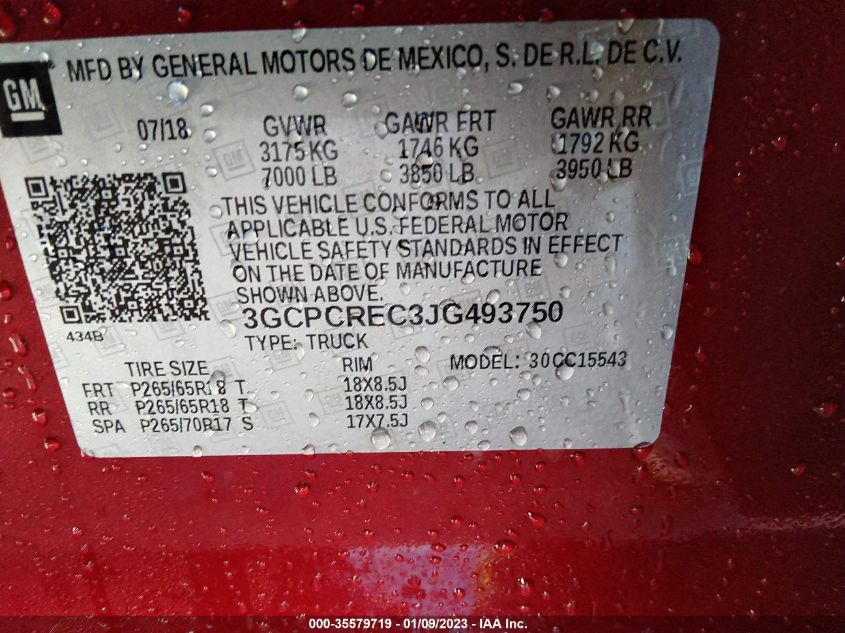 GM
® MFD BY GENERAL MOTORS DE MEXICO, S. DE R.L. DE C.V.
07/18 GVWR GAWR FRT GAWR RR
3175 KG 1746 KG 1792 KG
7000 LB 3850 LB 3950 LB
THIS VEHICLE CONFORMS TO ALL
APPLICABLE U.S. FEDERAL MOTOR
VEHICLE SAFETY STANDARDS IN EFFECT
ON THE DATE OF MANUFACTURE
SHOWN ABOVE.
434B
3GCPCREC3JG493750
TYPE: TRUCK
TIRE SIZE RIM MODEL: 30CC15543
FRT P265/65R18 T 18X8.5J
RR P265/65R18 T 18X8.5J
SPA P265/70R17 S 17X7.5J
000-35579719 - 01/09/2023 - IAA Inc.